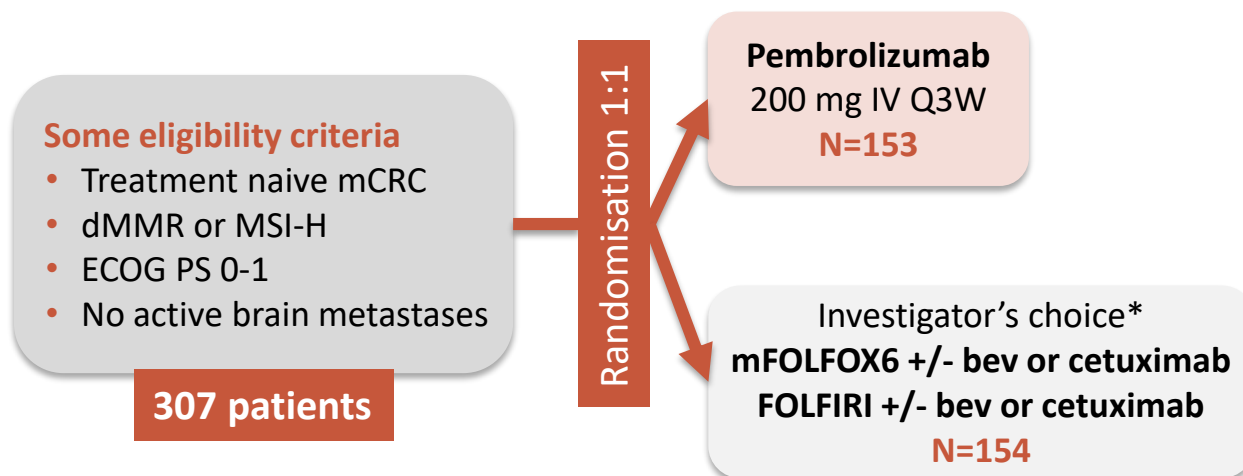 Some eligibility criteria
• Treatment naive mCRC
• dMMR or MSI-H
• ECOG PS 0-1
• No active brain metastases
307 patients
Randomisation 1:1
Pembrolizumab
200 mg IV Q3W
N=153
Investigator’s choice*
mFOLFOX6 +/- bev or cetuximab
FOLFIRI +/- bev or cetuximab
N=154